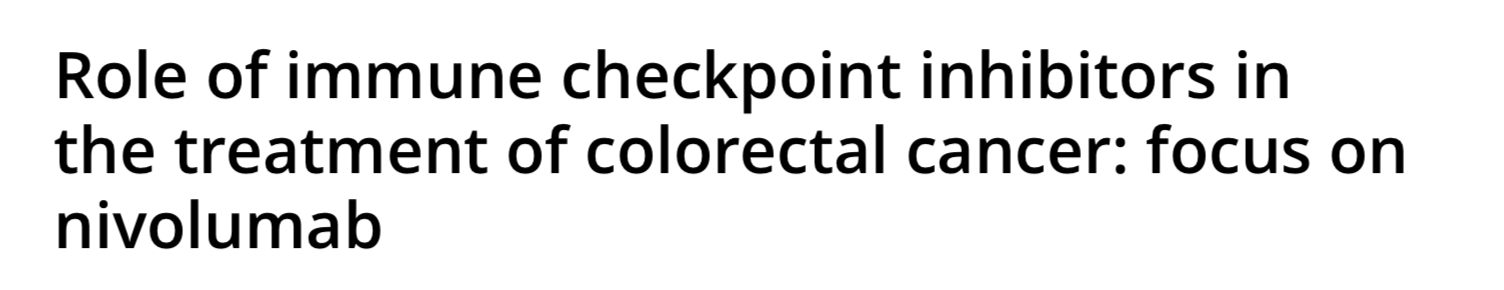 Role of immune checkpoint inhibitors in
the treatment of colorectal cancer: focus on
nivolumab